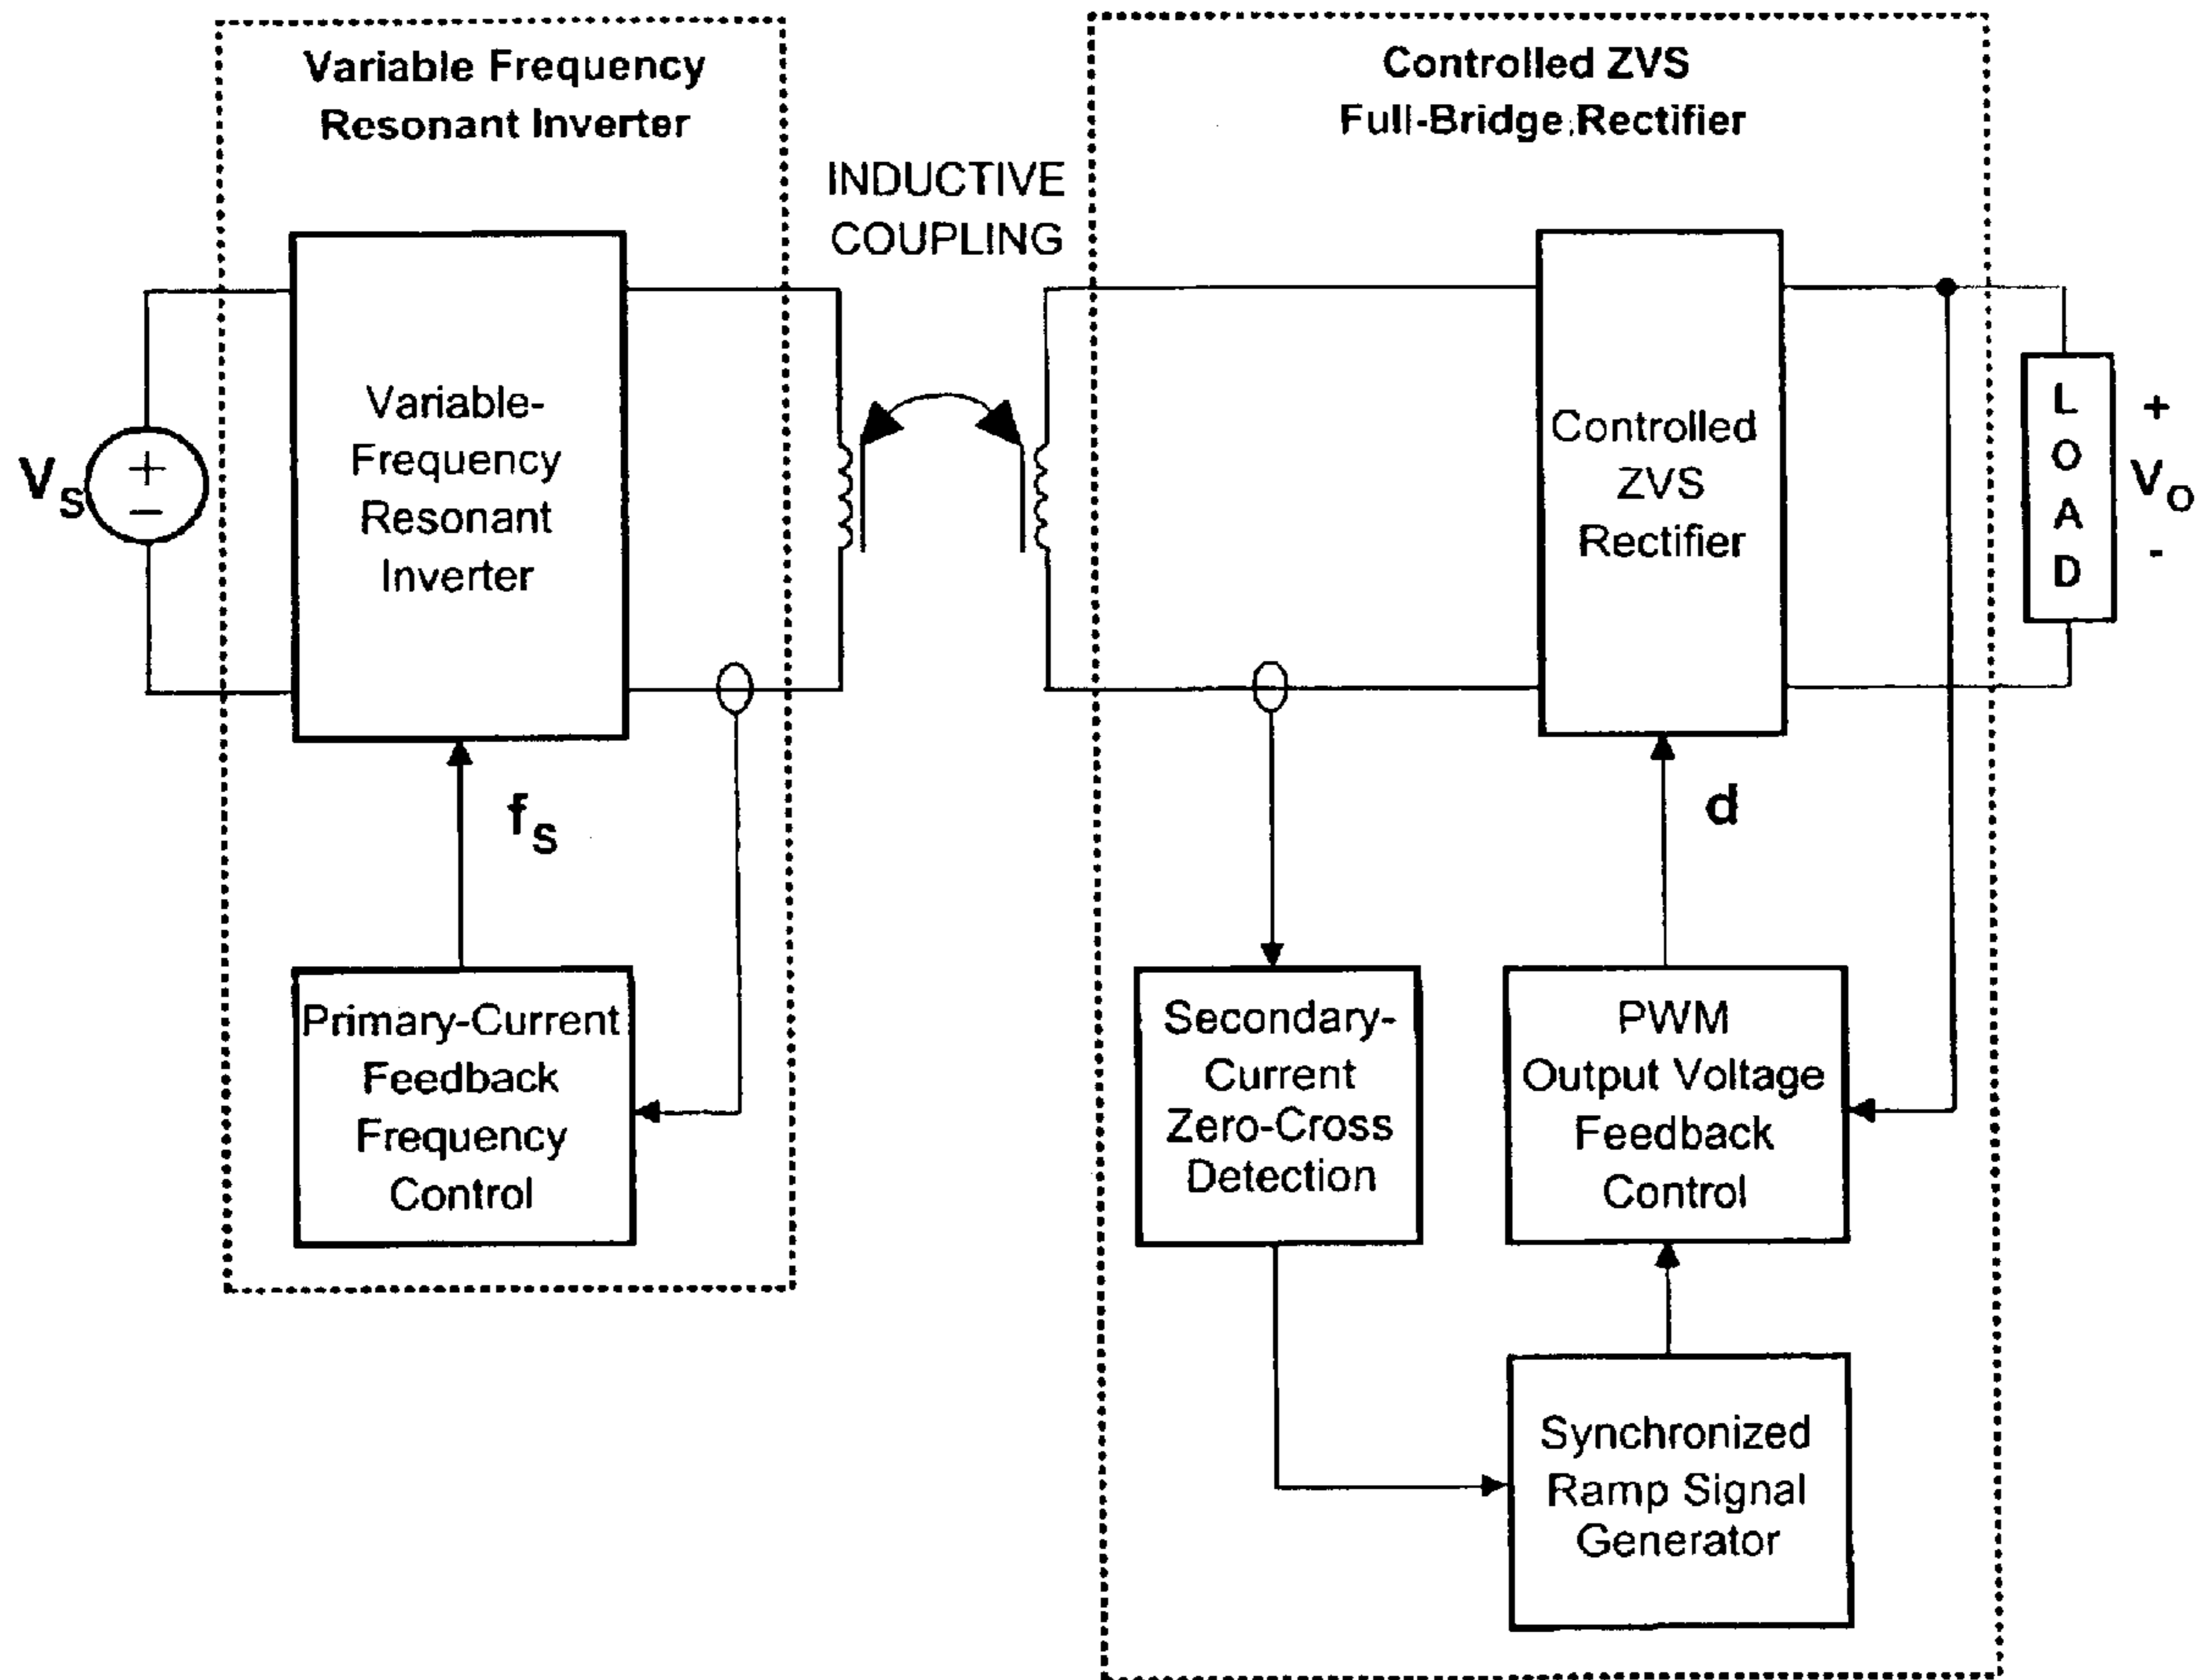 Variable Frequency
Resonant Inverter
Controlled ZVS
Full-Bridge Rectifier
INDUCTIVE
COUPLING
Variable-
Frequency
Resonant
Inverter
Controlled
ZVS
Rectifier
VS
+
−
LOAD
+
VO
-
fS
d
Primary-Current
Feedback
Frequency
Control
Secondary-
Current
Zero-Cross
Detection
PWM
Output Voltage
Feedback
Control
Synchronized
Ramp Signal
Generator